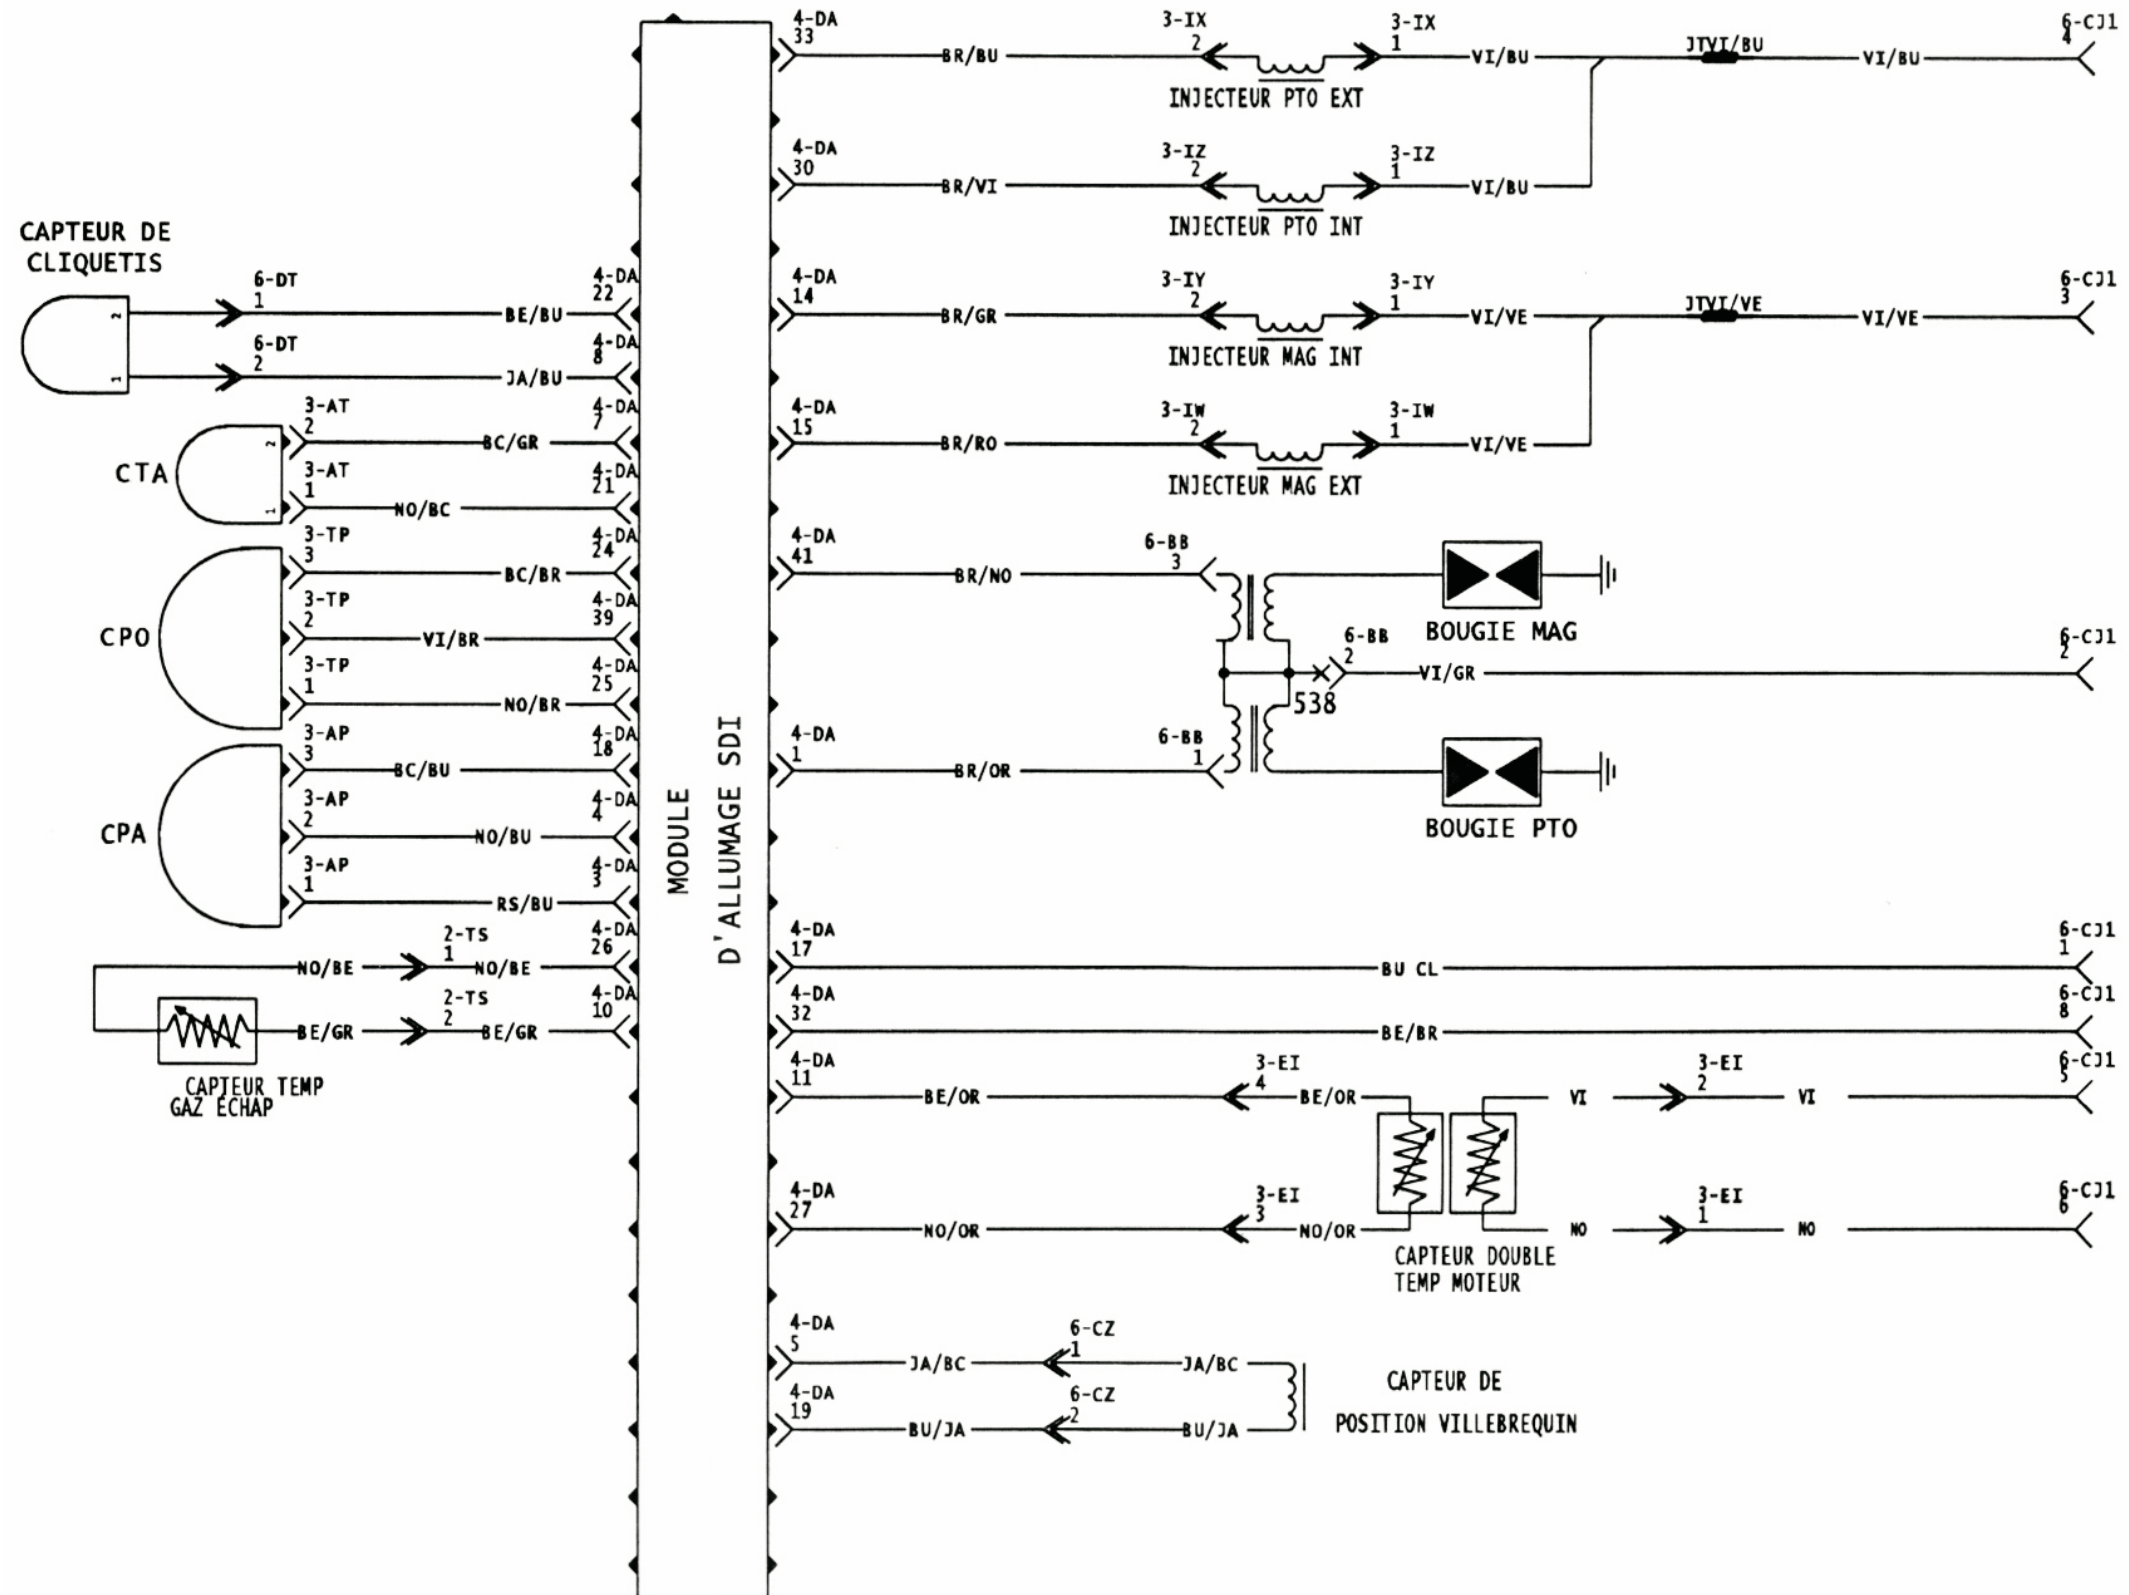 4-DA
33
BR/BU
3-IX
2
3-IX
1
VI/BU
JTVI/BU
VI/BU
6-CJ1
4
INJECTEUR PTO EXT
4-DA
30
BR/VI
3-IZ
2
3-IZ
1
VI/BU
INJECTEUR PTO INT
CAPTEUR DE
CLIQUETIS
2
1
6-DT
1
BE/BU
4-DA
22
6-DT
2
JA/BU
4-DA
8
4-DA
14
BR/GR
3-IY
2
3-IY
1
VI/VE
JTVI/VE
VI/VE
6-CJ1
3
INJECTEUR MAG INT
CTA
2
1
3-AT
2
BC/GR
4-DA
7
3-AT
1
NO/BC
4-DA
21
4-DA
15
BR/RO
3-IW
2
3-IW
1
VI/VE
INJECTEUR MAG EXT
CPO
3-TP
3
BC/BR
4-DA
24
3-TP
2
VI/BR
4-DA
39
3-TP
1
NO/BR
4-DA
25
4-DA
41
BR/NO
6-BB
3
BOUGIE MAG
6-BB
2
538
VI/GR
6-CJ1
2
CPA
3-AP
3
BC/BU
4-DA
18
3-AP
2
NO/BU
4-DA
4
3-AP
1
RS/BU
4-DA
3
MODULE
D'ALLUMAGE SDI
4-DA
1
BR/OR
6-BB
1
BOUGIE PTO
NO/BE
2-TS
1
NO/BE
4-DA
26
BE/GR
2-TS
2
BE/GR
4-DA
10
CAPTEUR TEMP
GAZ ÉCHAP
4-DA
17
BU CL
6-CJ1
1
4-DA
32
BE/BR
6-CJ1
8
4-DA
11
BE/OR
3-EI
4
BE/OR
VI
3-EI
2
VI
6-CJ1
5
4-DA
27
NO/OR
3-EI
3
NO/OR
NO
3-EI
1
NO
6-CJ1
6
CAPTEUR DOUBLE
TEMP MOTEUR
4-DA
5
JA/BC
6-CZ
1
JA/BC
4-DA
19
BU/JA
6-CZ
2
BU/JA
CAPTEUR DE
POSITION VILLEBREQUIN